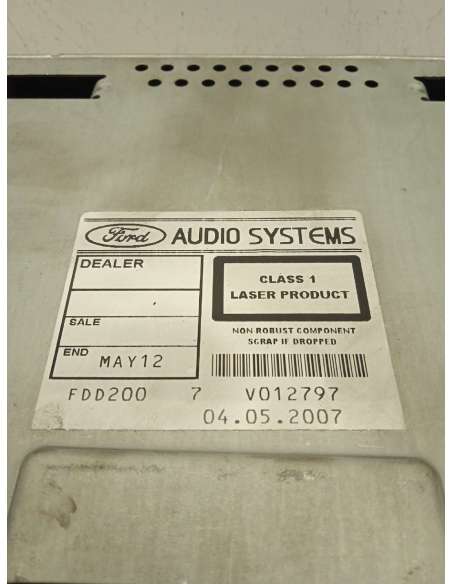 Ford AUDIO SYSTEMS
DEALER
CLASS 1
LASER PRODUCT
SALE
NON ROBUST COMPONENT
SCRAP IF DROPPED
END MAY12
FDD200 7 V012797
04.05.2007